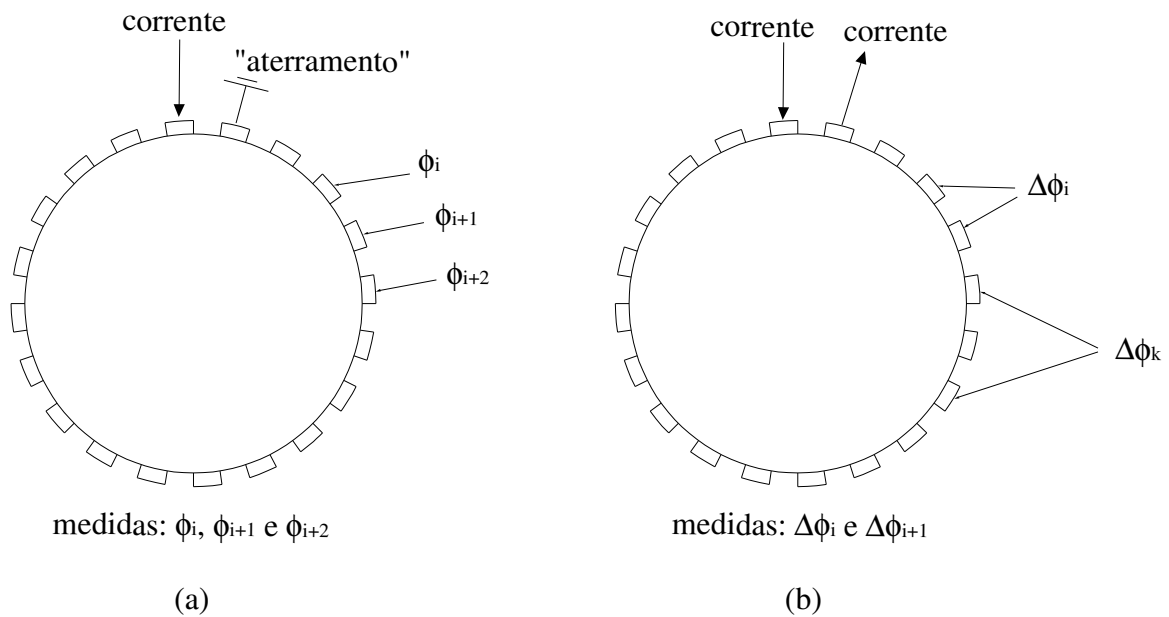 corrente
"aterramento"
ϕi
ϕi+1
ϕi+2
medidas: ϕi, ϕi+1 e ϕi+2
(a)
corrente
corrente
Δϕi
Δϕk
medidas: Δϕi e Δϕi+1
(b)